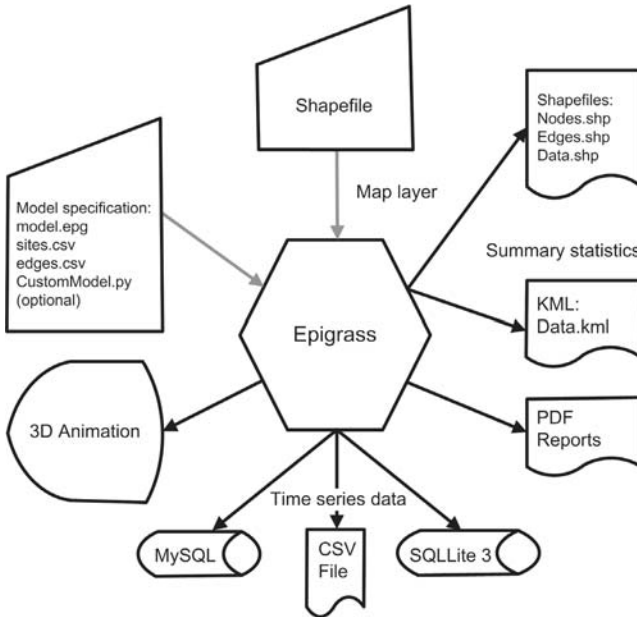 Shapefile
Shapefiles:
Nodes.shp
Edges.shp
Data.shp
Map layer
Model specification:
model.epg
sites.csv
edges.csv
CustomModel.py
(optional)
Summary statistics
Epigrass
KML:
Data.kml
3D Animation
PDF
Reports
Time series data
MySQL
CSV
File
SQLLite 3